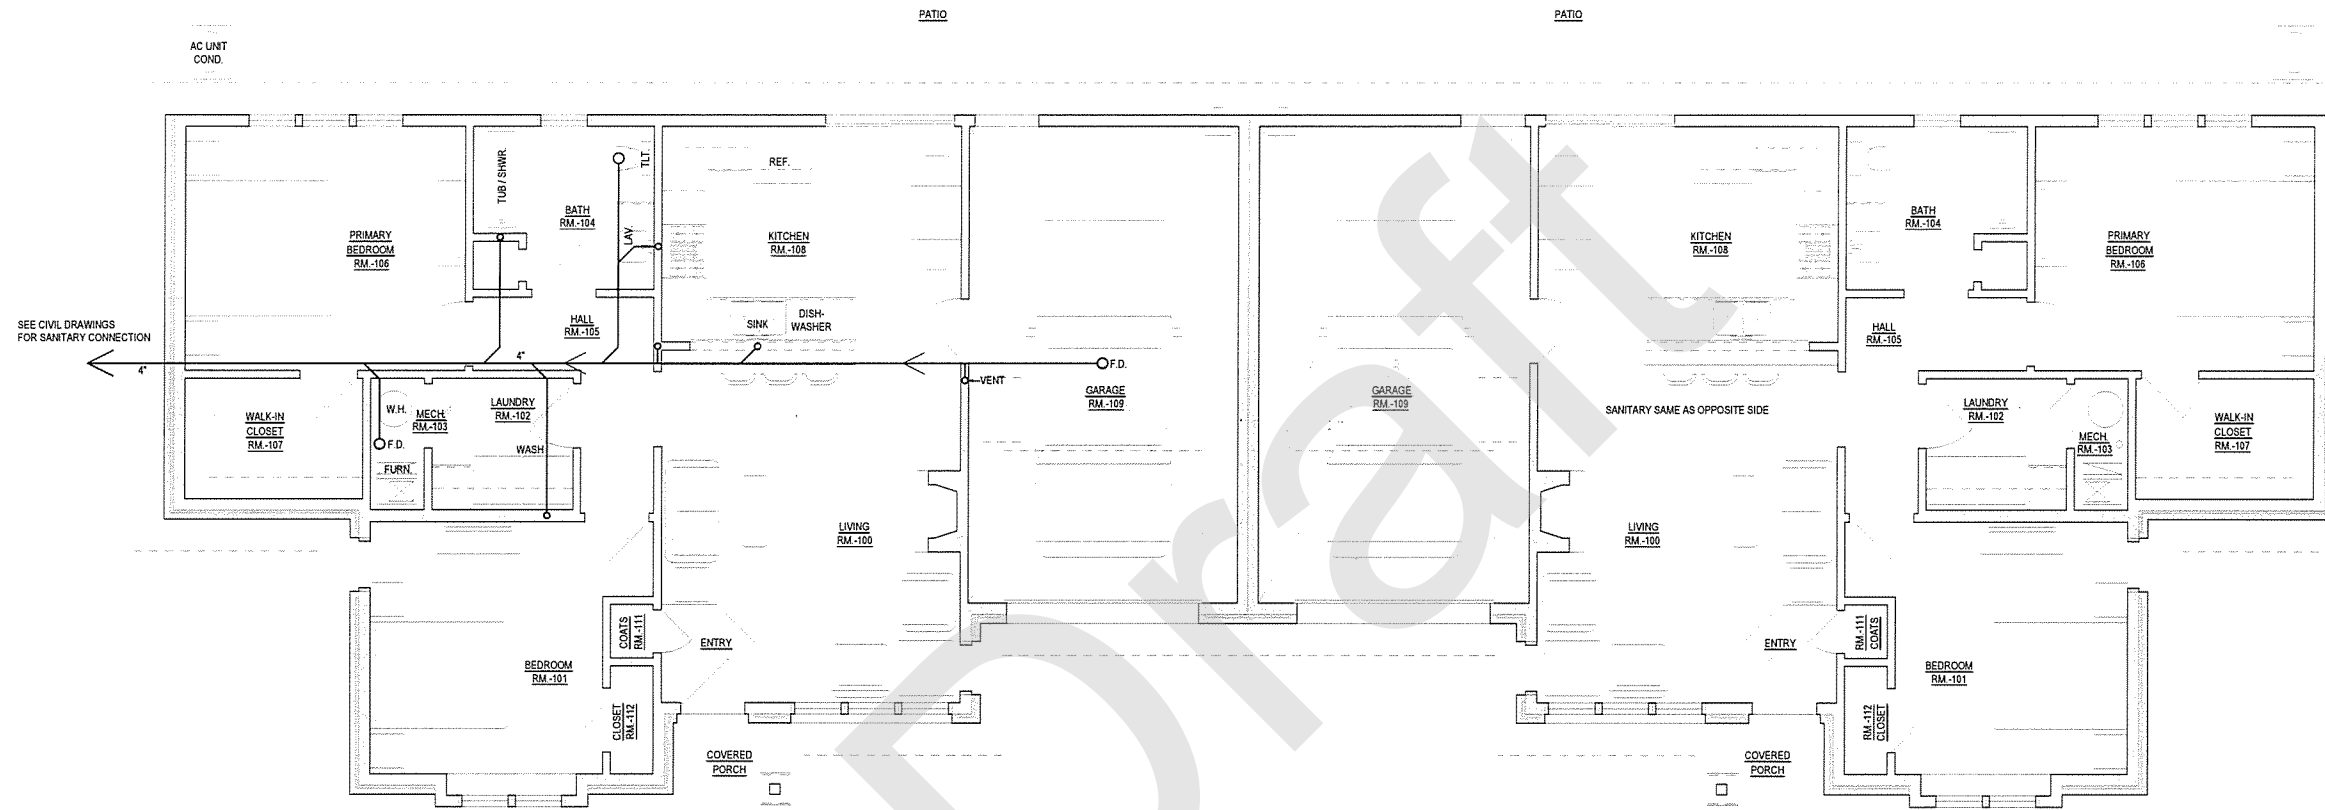 PATIO
PATIO
AC UNIT
COND.
TUB / SHWR.
TLT.
REF.
BATH
RM.-104
LAV.
PRIMARY
BEDROOM
RM.-106
KITCHEN
RM.-108
KITCHEN
RM.-108
BATH
RM.-104
PRIMARY
BEDROOM
RM.-106
SEE CIVIL DRAWINGS
FOR SANITARY CONNECTION
HALL
RM.-105
SINK
DISH-
WASHER
HALL
RM.-105
4"
4"
F.D.
VENT
GARAGE
RM.-109
GARAGE
RM.-109
SANITARY SAME AS OPPOSITE SIDE
WALK-IN
CLOSET
RM.-107
W.H.
MECH.
RM.-103
LAUNDRY
RM.-102
F.D.
WASH
FURN.
LAUNDRY
RM.-102
MECH.
RM.-103
WALK-IN
CLOSET
RM.-107
LIVING
RM.-100
LIVING
RM.-100
COATS
RM.-111
ENTRY
ENTRY
RM.-111
COATS
BEDROOM
RM.-101
BEDROOM
RM.-101
CLOSET
RM.-112
RM.-112
CLOSET
COVERED
PORCH
COVERED
PORCH
Draft